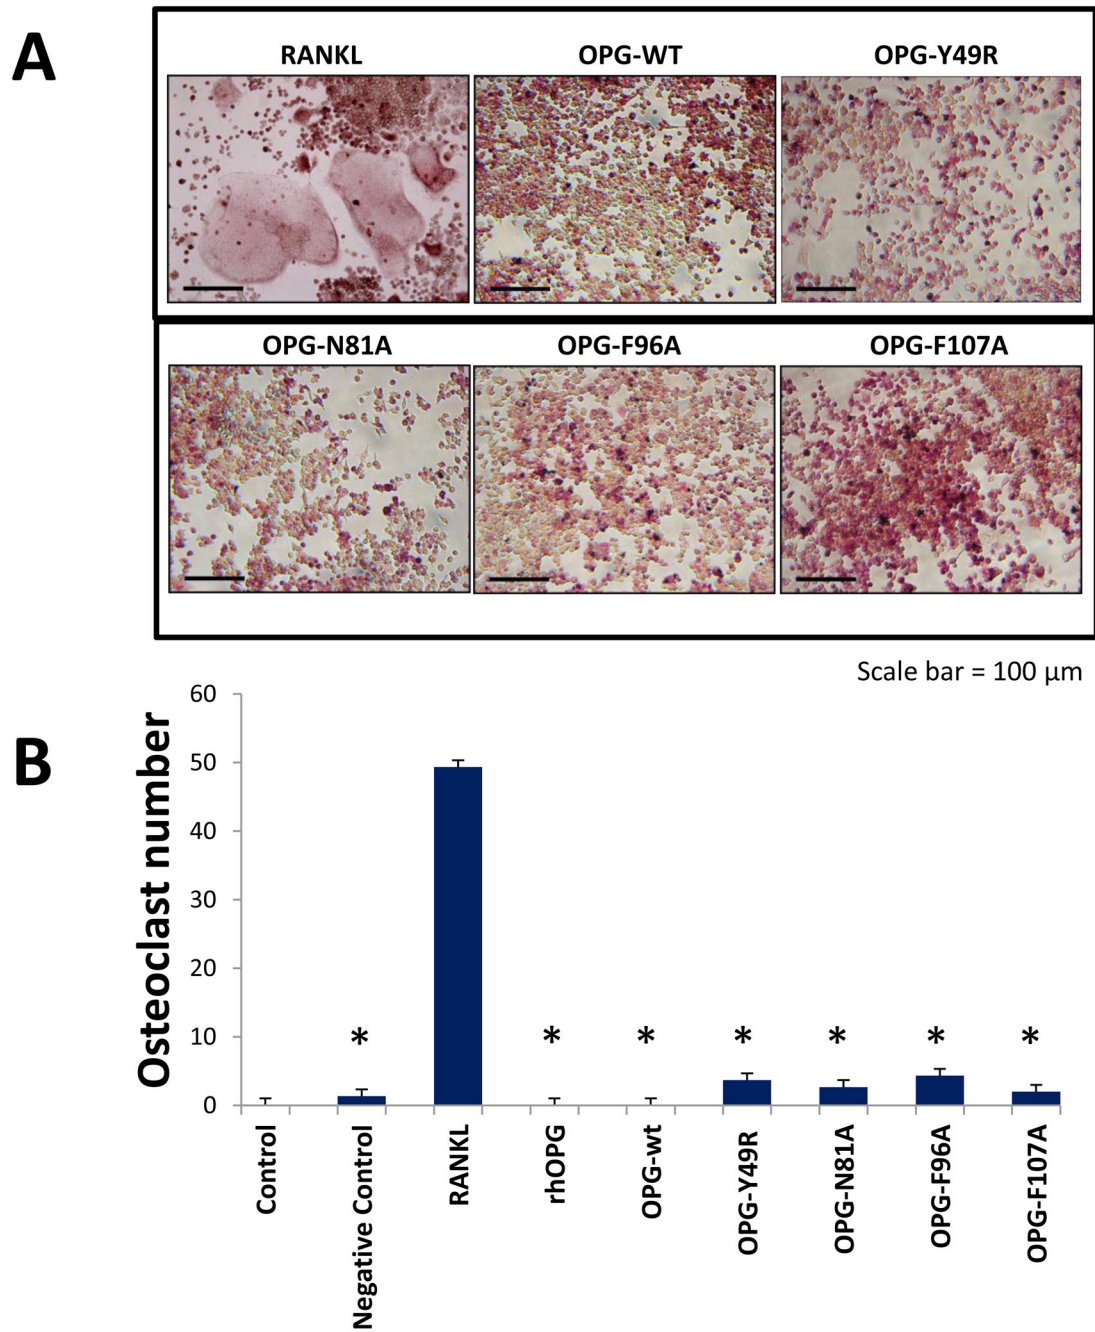 A
RANKL OPG-WT OPG-Y49R
OPG-N81A OPG-F96A OPG-F107A
Scale bar = 100 µm
B
Osteoclast number
60
50
40
30
20
10
0
* * * * * * *
Control
Negative Control
RANKL
rhOPG
OPG-wt
OPG-Y49R
OPG-N81A
OPG-F96A
OPG-F107A